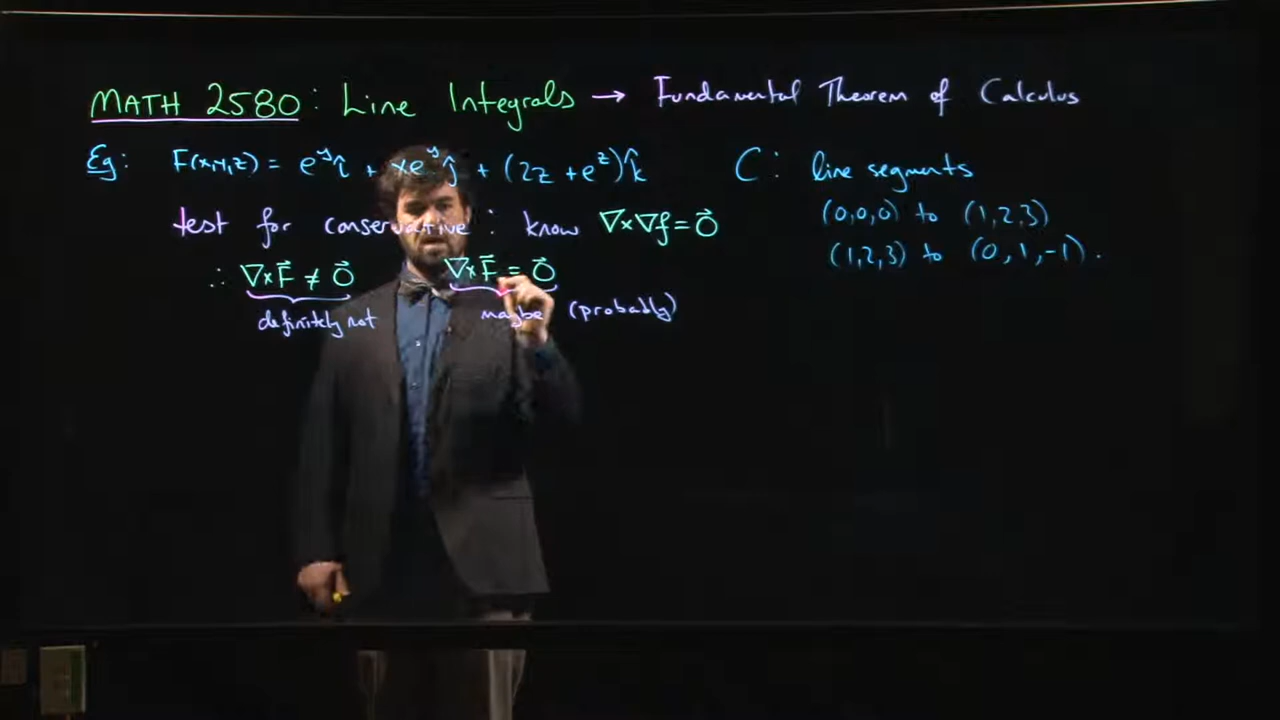 MATH 2580: Line Integrals → Fundamental Theorem of Calculus
Eg: F(x,y,z) = e^y î + xe^y ĵ + (2z + e^z)k̂
C: line segments
(0,0,0) to (1,2,3)
(1,2,3) to (0,1,-1).
test for conservative: know ∇×∇f = 0⃗
∴ ∇×F⃗ ≠ 0⃗ ∇×F⃗ = 0⃗
definitely not maybe (probably)